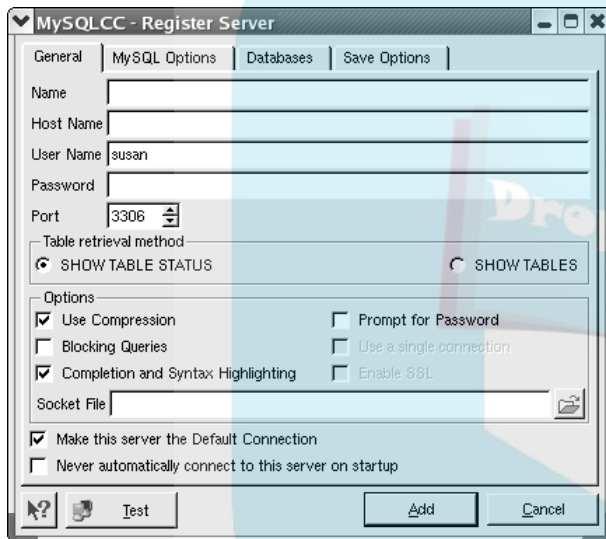 MySQLCC - Register Server
General MySQL Options Databases Save Options
Name
Host Name
User Name susan
Password
Port 3306
Table retrieval method
SHOW TABLE STATUS SHOW TABLES
Options
Use Compression Prompt for Password
Blocking Queries Use a single connection
Completion and Syntax Highlighting Enable SSL
Socket File
Make this server the Default Connection
Never automatically connect to this server on startup
? Test Add Cancel